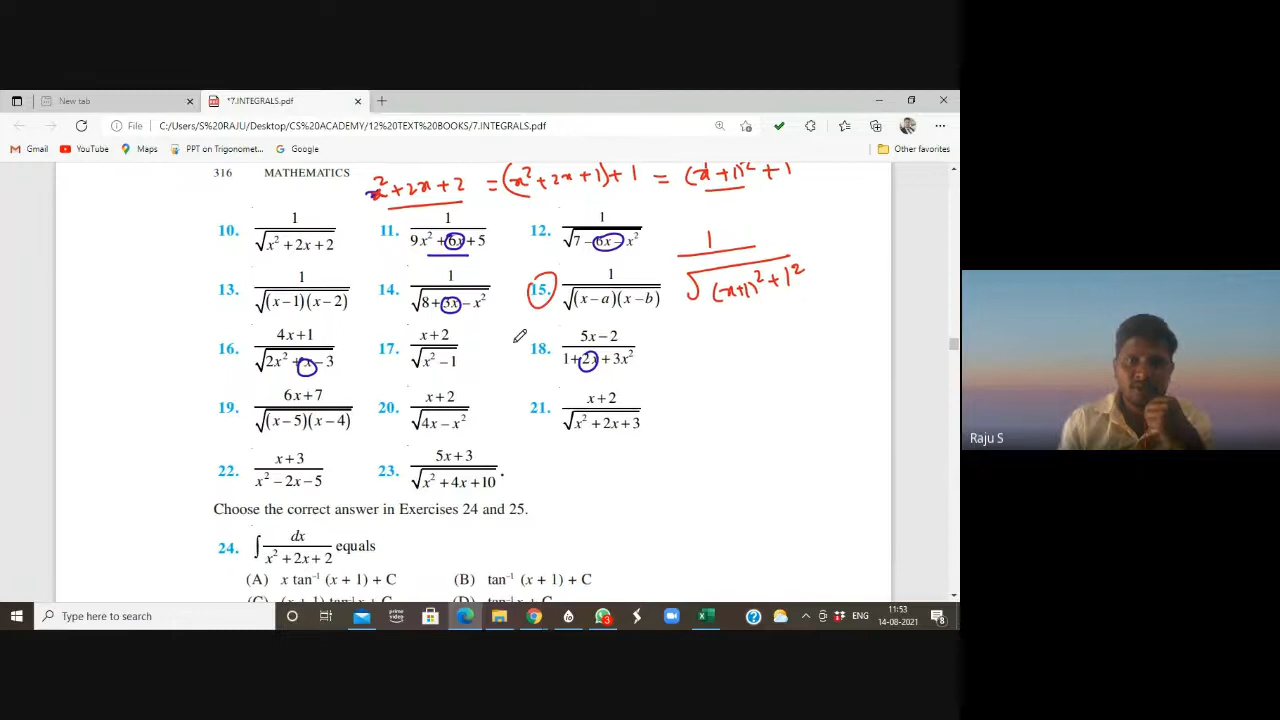 New tab
*7.INTEGRALS.pdf
File C:/Users/S%20RAJU/Desktop/CS%20ACADEMY/12%20TEXT%20BOOKS/7.INTEGRALS.pdf
Gmail YouTube Maps PPT on Trigonomet... Google Other favorites
316 MATHEMATICS
x² + 2x + 2 = (x² + 2x + 1) + 1 = (x + 1)² + 1
10. 1/√(x² + 2x + 2) 11. 1/(9x² + 6x + 5) 12. 1/√(7 – 6x – x²)
1/√((x+1)² + 1²)
13. 1/√((x – 1)(x – 2)) 14. 1/√(8 + 3x – x²) 15. 1/√((x – a)(x – b))
16. (4x + 1)/√(2x² + x – 3) 17. (x + 2)/√(x² – 1) 18. (5x – 2)/(1 + 2x + 3x²)
19. (6x + 7)/√((x – 5)(x – 4)) 20. (x + 2)/√(4x – x²) 21. (x + 2)/√(x² + 2x + 3)
22. (x + 3)/(x² – 2x – 5) 23. (5x + 3)/√(x² + 4x + 10).
Choose the correct answer in Exercises 24 and 25.
24. ∫ dx/(x² + 2x + 2) equals
(A) x tan⁻¹ (x + 1) + C (B) tan⁻¹ (x + 1) + C
Raju S
Type here to search
prime video
3
ENG
11:53
14-08-2021
8